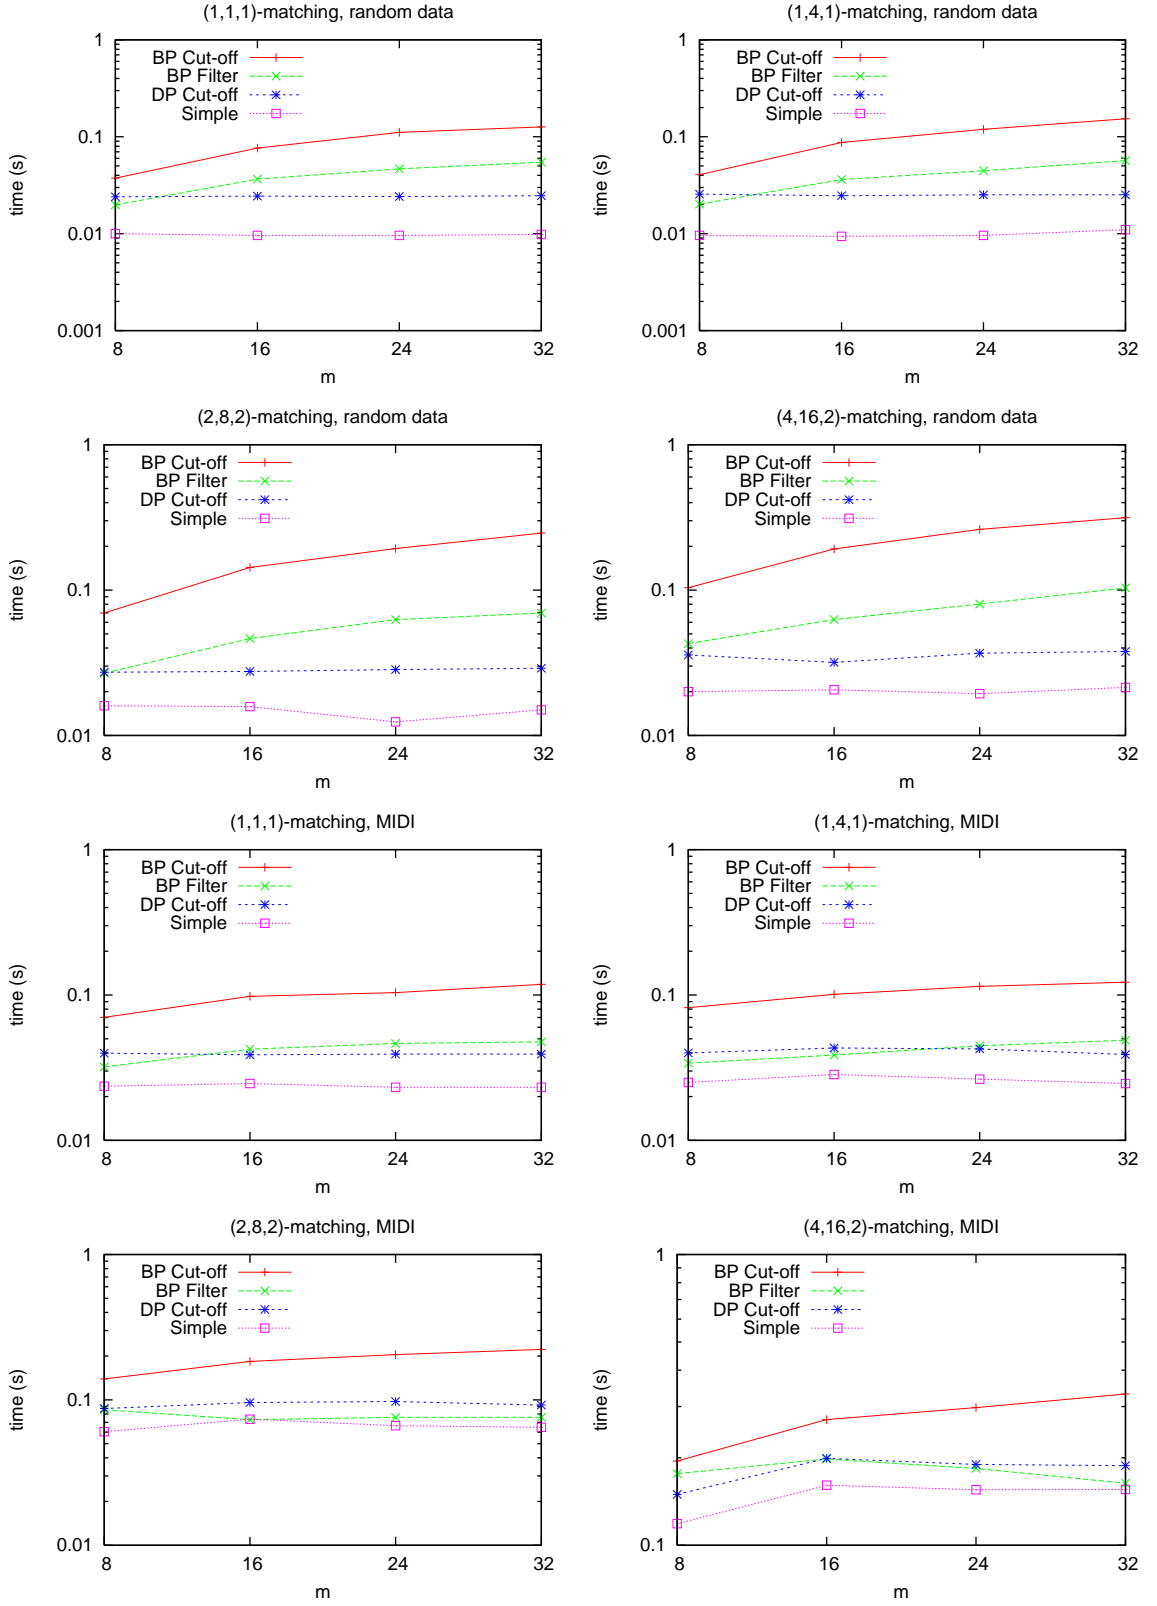 (1,1,1)-matching, random data
1
0.1
0.01
0.001
8
16
24
32
time (s)
m
BP Cut-off
BP Filter
DP Cut-off
Simple
(1,4,1)-matching, random data
1
0.1
0.01
0.001
8
16
24
32
time (s)
m
BP Cut-off
BP Filter
DP Cut-off
Simple
(2,8,2)-matching, random data
1
0.1
0.01
8
16
24
32
time (s)
m
BP Cut-off
BP Filter
DP Cut-off
Simple
(4,16,2)-matching, random data
1
0.1
0.01
8
16
24
32
time (s)
m
BP Cut-off
BP Filter
DP Cut-off
Simple
(1,1,1)-matching, MIDI
1
0.1
0.01
8
16
24
32
time (s)
m
BP Cut-off
BP Filter
DP Cut-off
Simple
(1,4,1)-matching, MIDI
1
0.1
0.01
8
16
24
32
time (s)
m
BP Cut-off
BP Filter
DP Cut-off
Simple
(2,8,2)-matching, MIDI
1
0.1
0.01
8
16
24
32
time (s)
m
BP Cut-off
BP Filter
DP Cut-off
Simple
(4,16,2)-matching, MIDI
1
0.1
8
16
24
32
time (s)
m
BP Cut-off
BP Filter
DP Cut-off
Simple